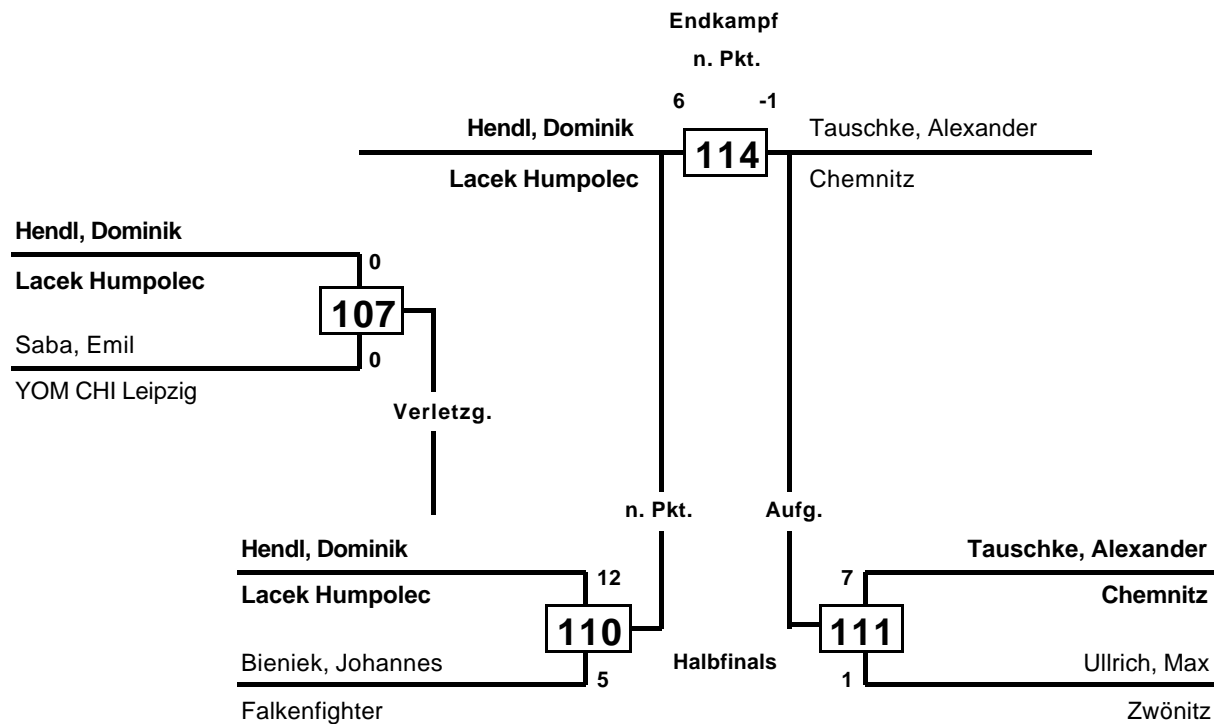 Endkampf
n. Pkt.
6 -1
Hendl, Dominik 114 Tauschke, Alexander
Lacek Humpolec Chemnitz
Hendl, Dominik
0
Lacek Humpolec
107
Saba, Emil
0
YOM CHI Leipzig
Verletzg.
n. Pkt. Aufg.
Hendl, Dominik Tauschke, Alexander
12 7
Lacek Humpolec Chemnitz
110 111
Bieniek, Johannes Halbfinals Ullrich, Max
5 1
Falkenfighter Zwönitz